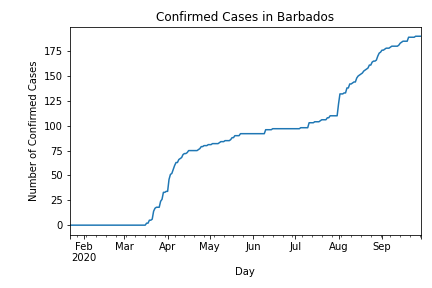 Confirmed Cases in Barbados
Number of Confirmed Cases
175
150
125
100
75
50
25
0
Feb Mar Apr May Jun Jul Aug Sep
2020
Day